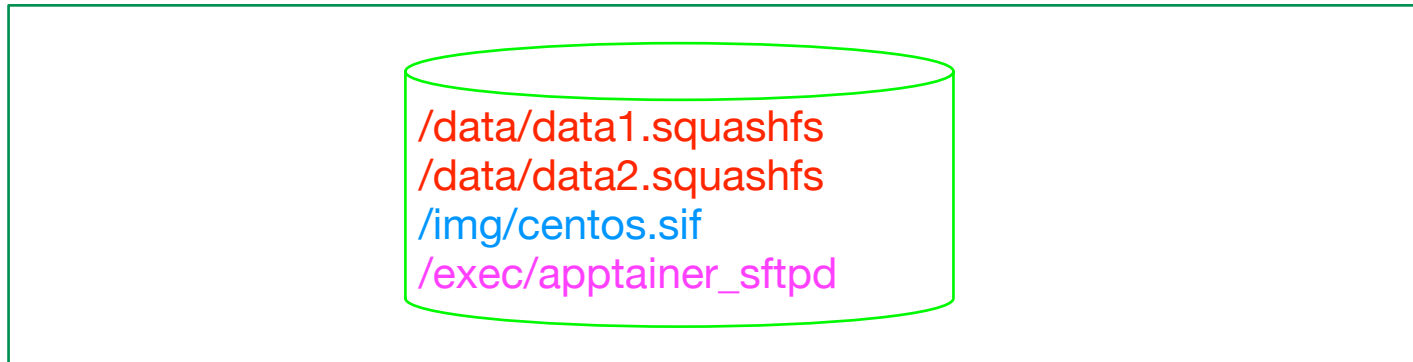 /data/data1.squashfs
/data/data2.squashfs
/img/centos.sif
/exec/apptainer_sftpd